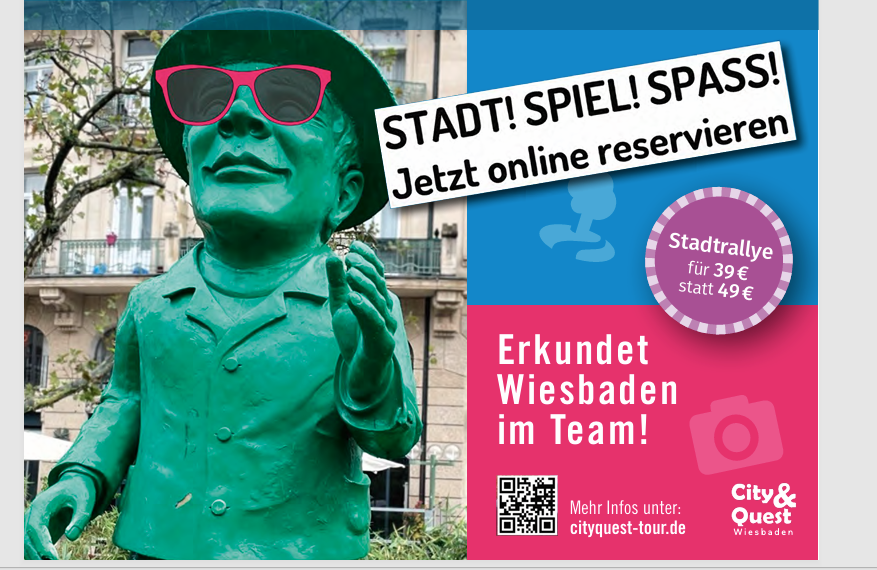 STADT! SPIEL! SPASS!
Jetzt online reservieren
Stadtrallye
für 39 €
statt 49 €
Erkundet
Wiesbaden
im Team!
Mehr Infos unter:
cityquest-tour.de
City&
Quest
Wiesbaden